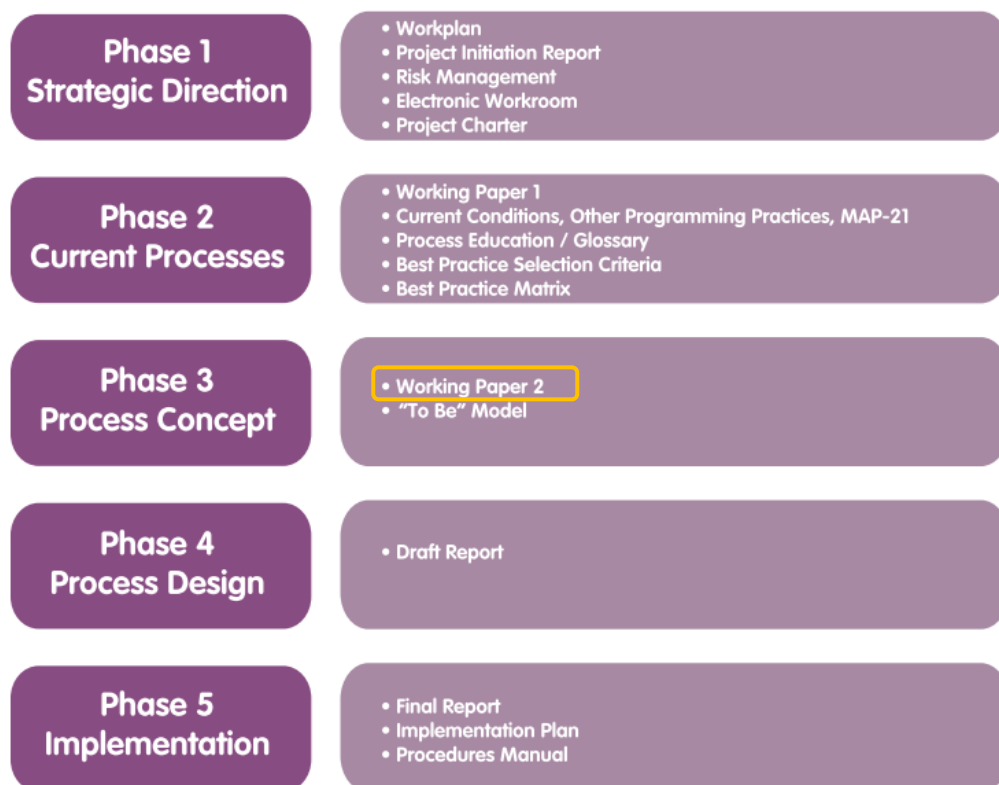 Phase 1
Strategic Direction
• Workplan
• Project Initiation Report
• Risk Management
• Electronic Workroom
• Project Charter
Phase 2
Current Processes
• Working Paper 1
• Current Conditions, Other Programming Practices, MAP-21
• Process Education / Glossary
• Best Practice Selection Criteria
• Best Practice Matrix
Phase 3
Process Concept
• Working Paper 2
• “To Be” Model
Phase 4
Process Design
• Draft Report
Phase 5
Implementation
• Final Report
• Implementation Plan
• Procedures Manual